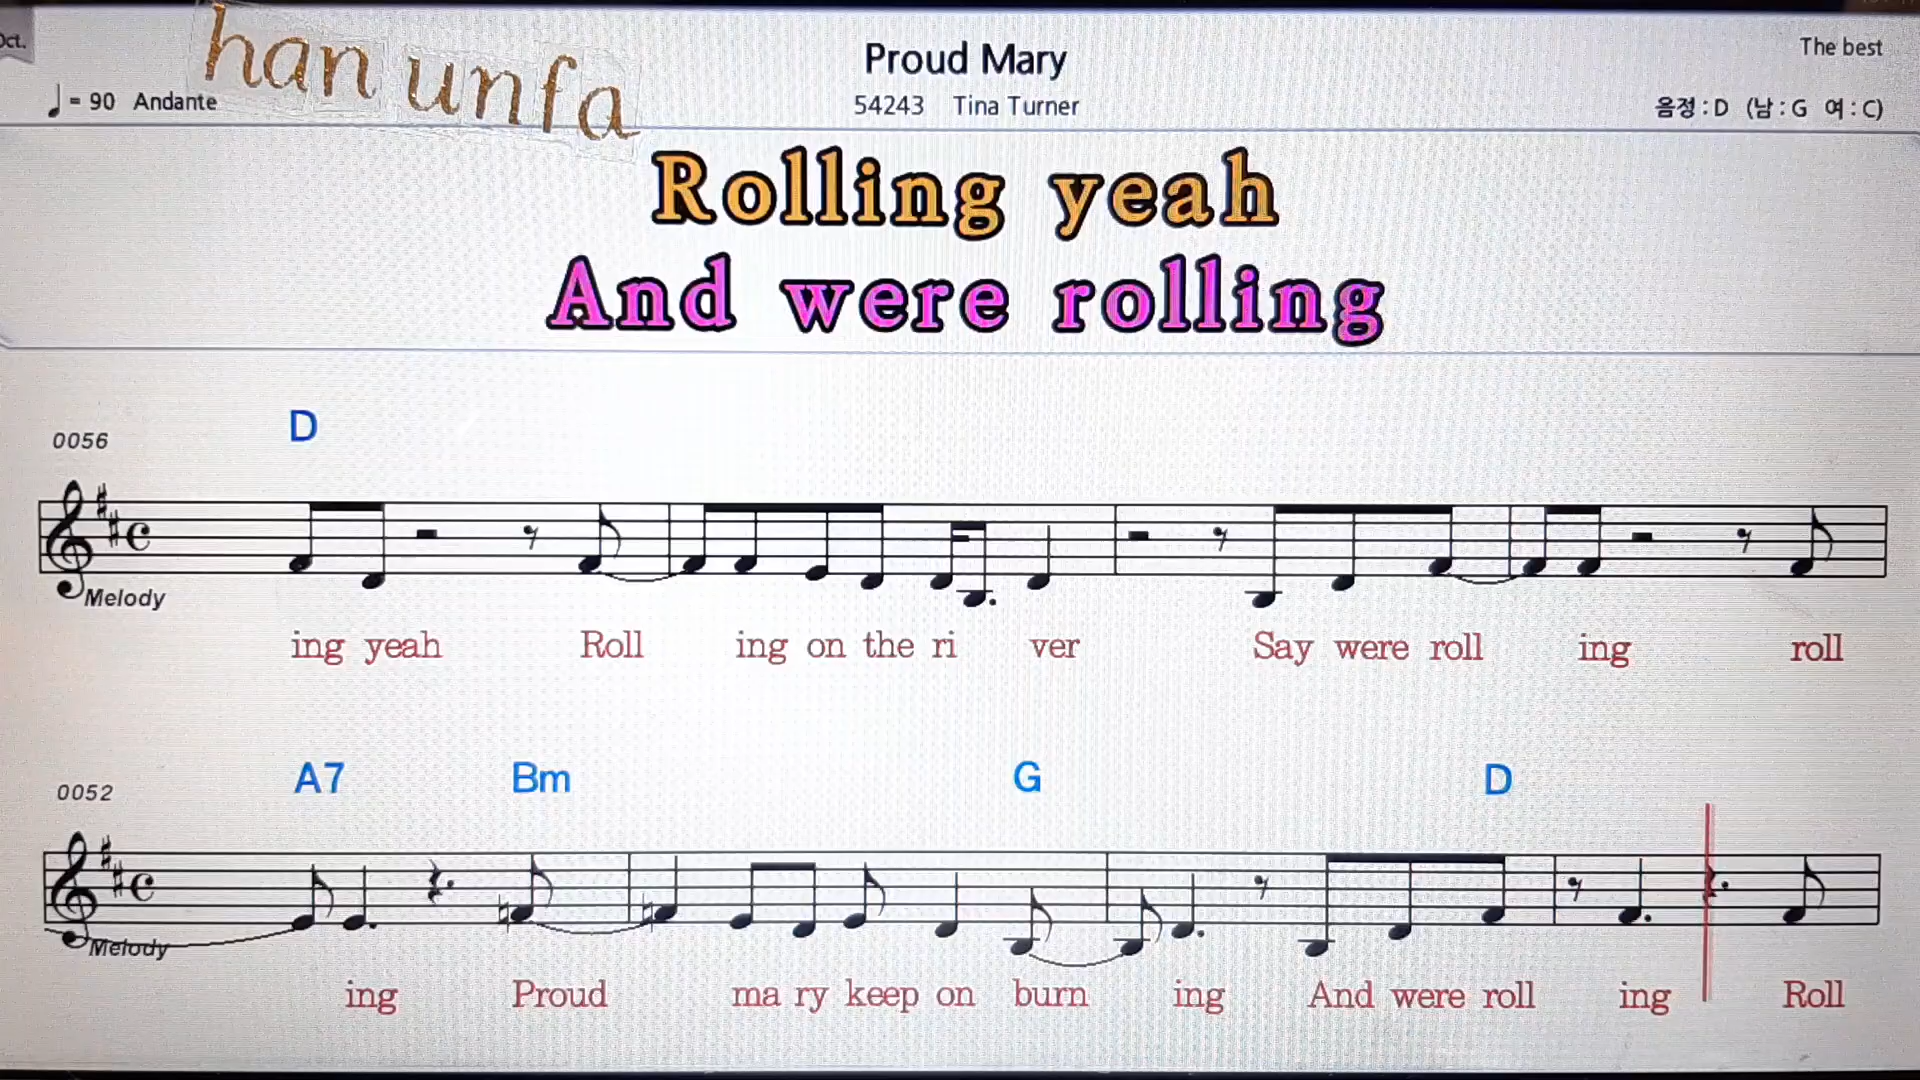 Oct.
han unfa
Proud Mary
The best
♩ = 90 Andante
54243 Tina Turner
음정 : D (남 : G 여 : C)
Rolling yeah
And were rolling
D
0056
Melody
ing yeah Roll ing on the ri ver Say were roll ing roll
A7 Bm G D
0052
Melody
ing Proud ma ry keep on burn ing And were roll ing Roll